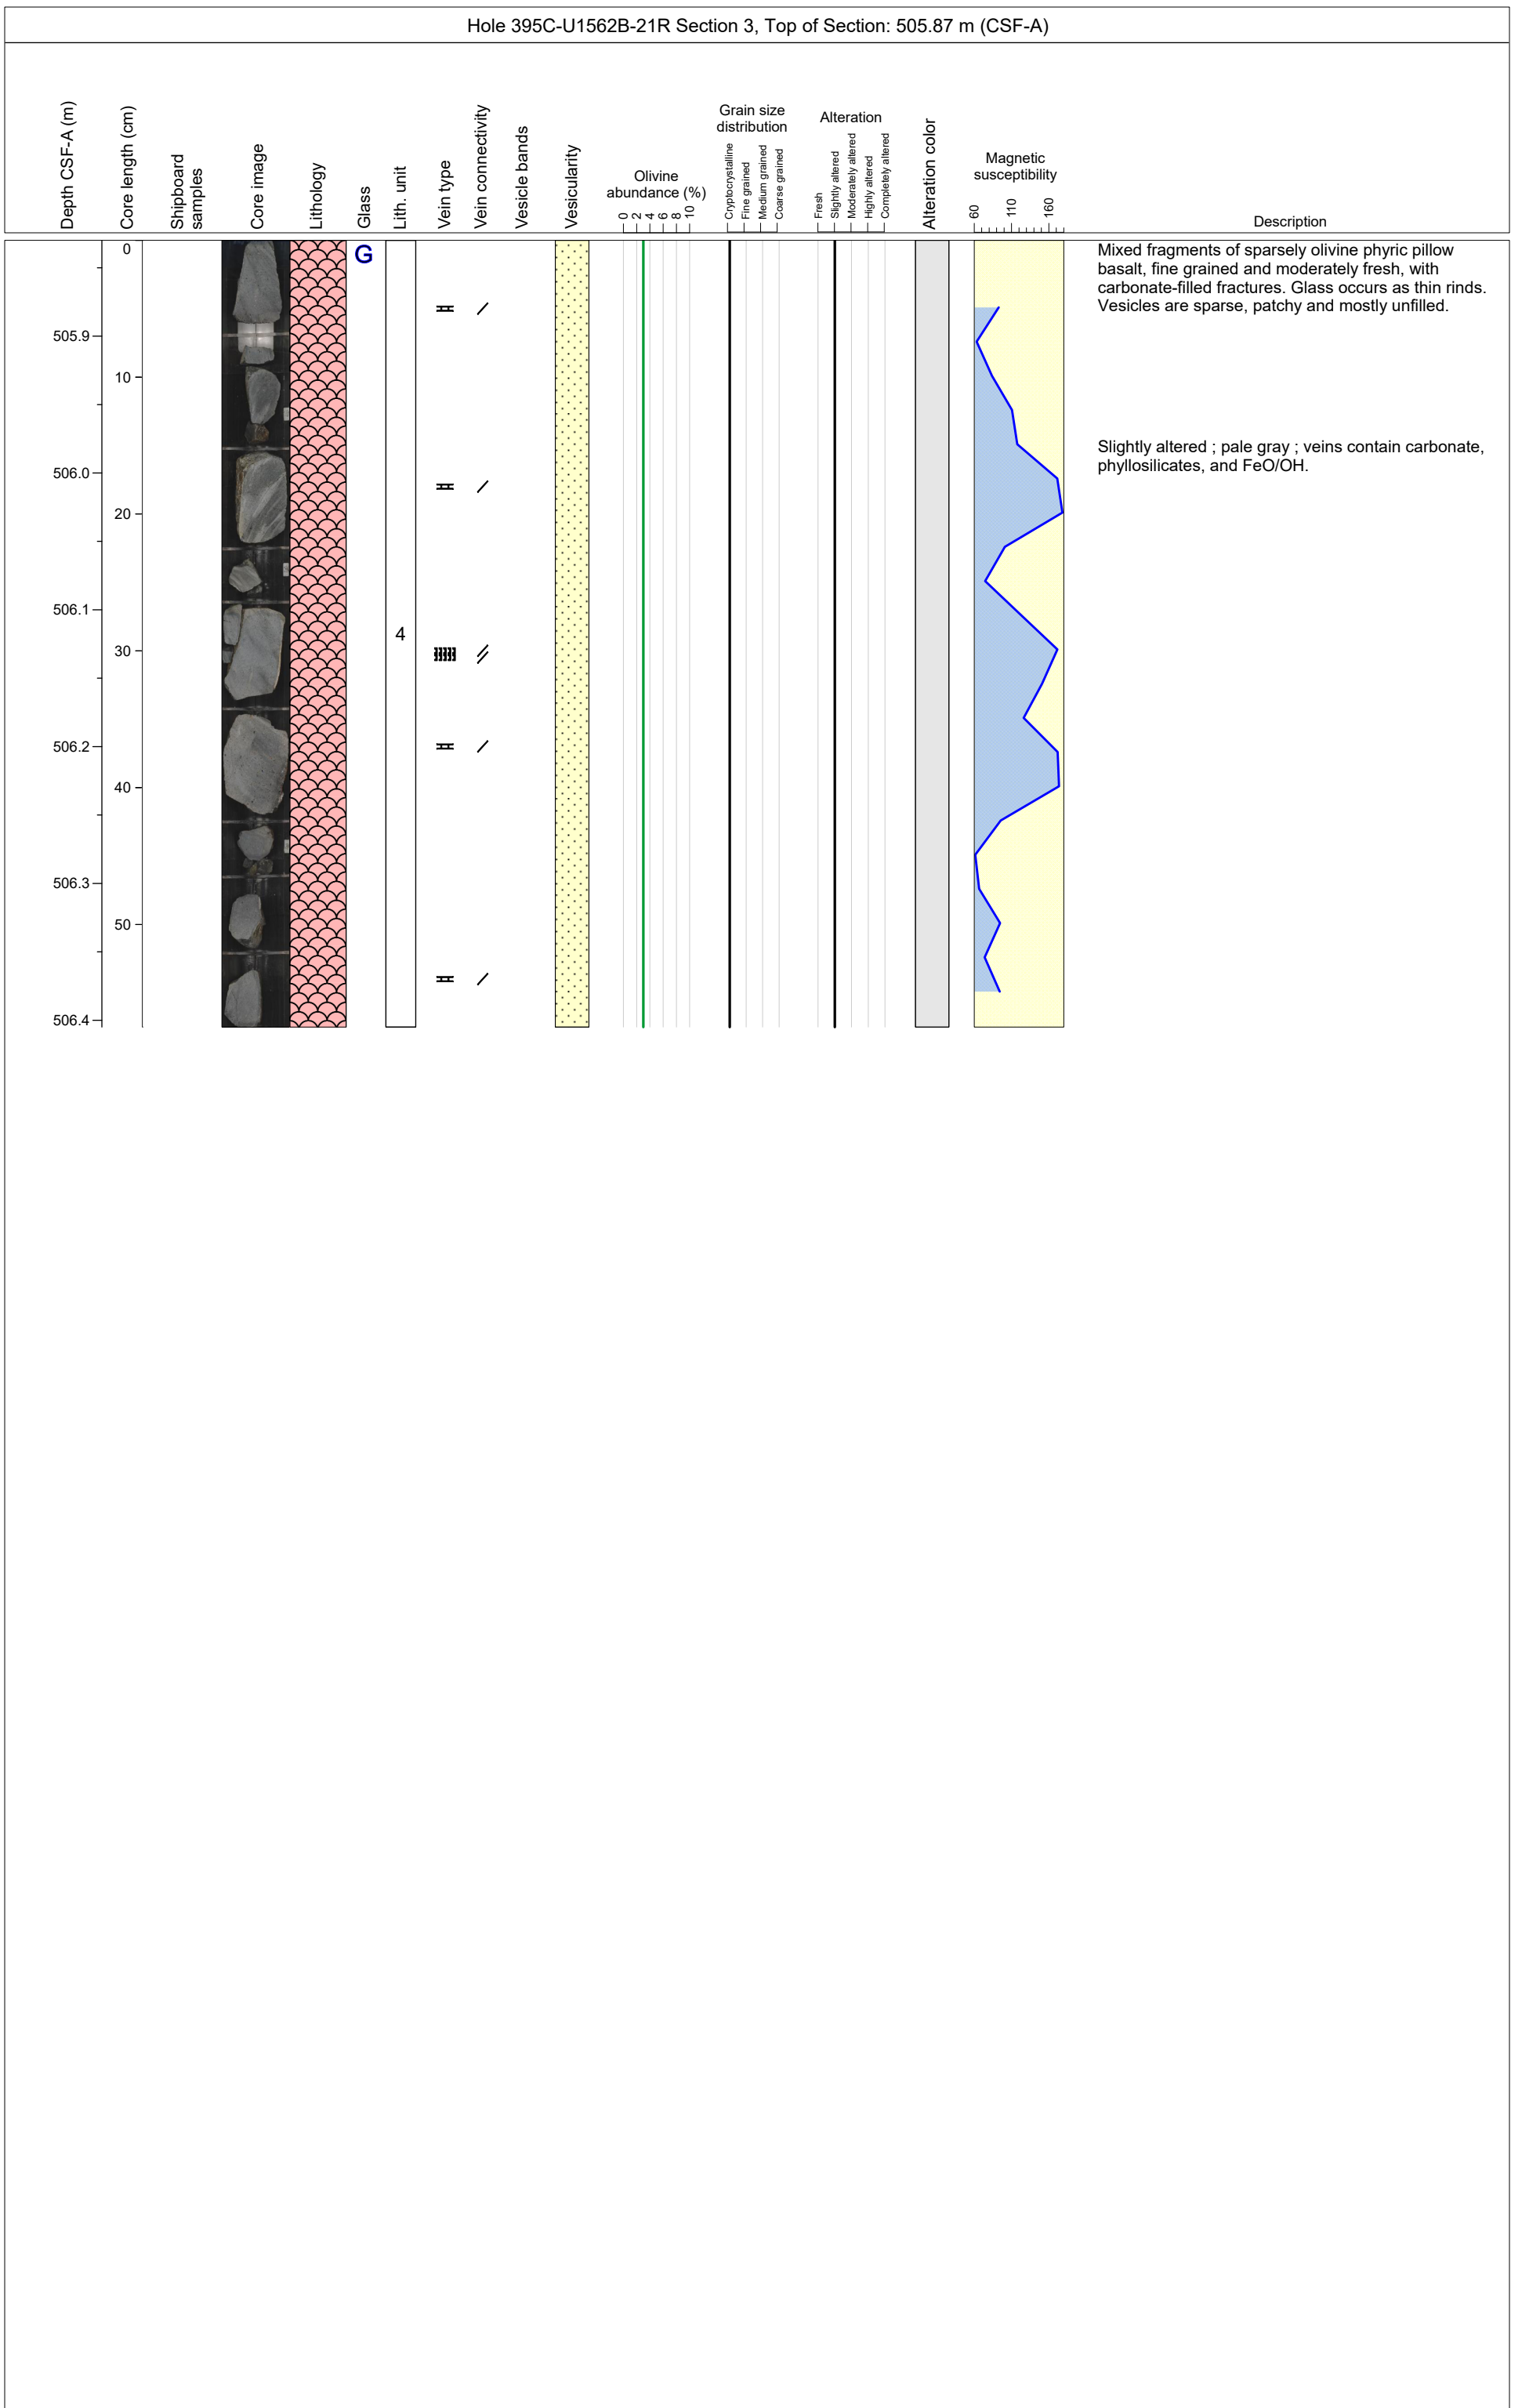 Hole 395C-U1562B-21R Section 3, Top of Section: 505.87 m (CSF-A)
Depth CSF-A (m)
Core length (cm)
Shipboard
samples
Core image
Lithology
Glass
Lith. unit
Vein type
Vein connectivity
Vesicle bands
Vesicularity
Olivine
abundance (%)
0
2
4
6
8
10
Grain size
distribution
Cryptocrystalline
Fine grained
Medium grained
Coarse grained
Alteration
Fresh
Slightly altered
Moderately altered
Highly altered
Completely altered
Alteration color
Magnetic
susceptibility
60
110
160
Description
505.9
506.0
506.1
506.2
506.3
506.4
0
10
20
30
40
50
G
4
Mixed fragments of sparsely olivine phyric pillow
basalt, fine grained and moderately fresh, with
carbonate-filled fractures. Glass occurs as thin rinds.
Vesicles are sparse, patchy and mostly unfilled.
Slightly altered ; pale gray ; veins contain carbonate,
phyllosilicates, and FeO/OH.